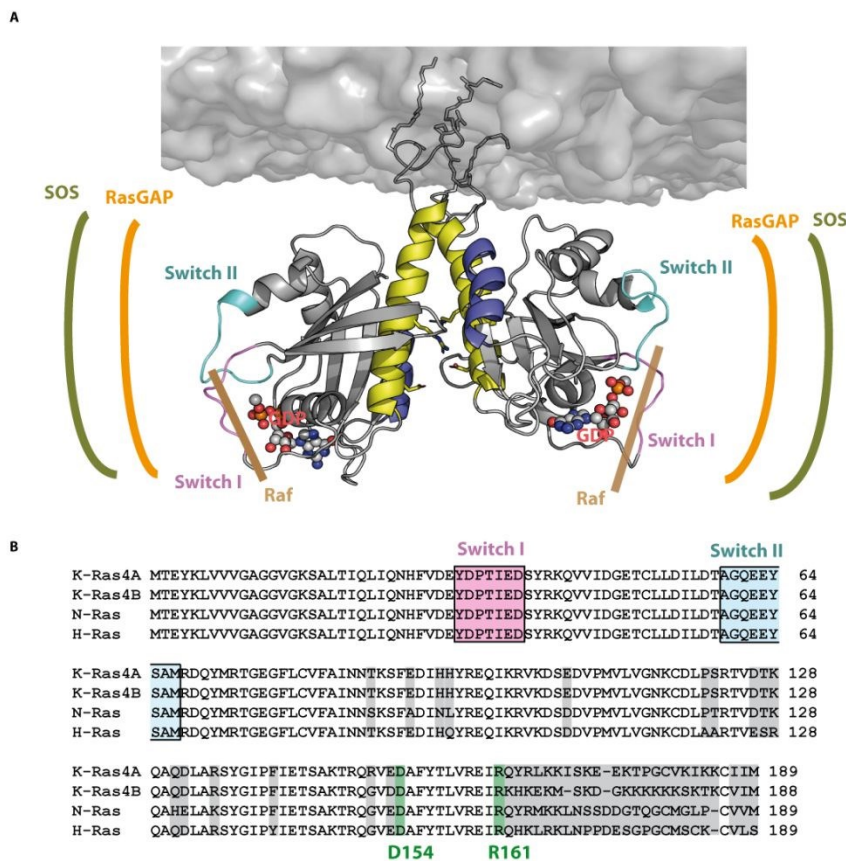 A
SOS
RasGAP
Switch II
GDP
Switch I
Raf
RasGAP
SOS
Switch II
GDP
Switch I
Raf
B
Switch I
Switch II
K-Ras4A MTEYKLVVVGAGGVGKSALTIQLIQNHFVDEYDPTIEDSYRKQVVIDGETCLLDILDTAGQEEY 64
K-Ras4B MTEYKLVVVGAGGVGKSALTIQLIQNHFVDEYDPTIEDSYRKQVVIDGETCLLDILDTAGQEEY 64
N-Ras MTEYKLVVVGAGGVGKSALTIQLIQNHFVDEYDPTIEDSYRKQVVIDGETCLLDILDTAGQEEY 64
H-Ras MTEYKLVVVGAGGVGKSALTIQLIQNHFVDEYDPTIEDSYRKQVVIDGETCLLDILDTAGQEEY 64
K-Ras4A SAMRDQYMRTGEGFLCVFAINNTKSFEDIHHYREQIKRVKDSEDVPMVLVGNKCDLPSRTVDTK 128
K-Ras4B SAMRDQYMRTGEGFLCVFAINNTKSFEDIHHYREQIKRVKDSEDVPMVLVGNKCDLPSRTVDTK 128
N-Ras SAMRDQYMRTGEGFLCVFAINNSKSFADINLYREQIKRVKDSDDVPMVLVGNKCDLPTRTVDTK 128
H-Ras SAMRDQYMRTGEGFLCVFAINNTKSFEDIHQYREQIKRVKDSDDVPMVLVGNKCDLAARTVESR 128
K-Ras4A QAQDLARSYGIPFIETSAKTRQRVEDAFYTLVREIRQYRLKKISKE-EKTPGCVKIKKCIIM 189
K-Ras4B QAQDLARSYGIPFIETSAKTRQGVDDAFYTLVREIRKHKEKM-SKD-GKKKKKKSKTKCVIM 188
N-Ras QAHELAKSYGIPFIETSAKTRQGVEDAFYTLVREIRQYRMKKLNSSDDGTQGCMGLP-CVVM 189
H-Ras QAQDLARSYGIPYIETSAKTRQGVEDAFYTLVREIRQHKLRKLNPPDESGPGCMSCK-CVLS 189
D154
R161